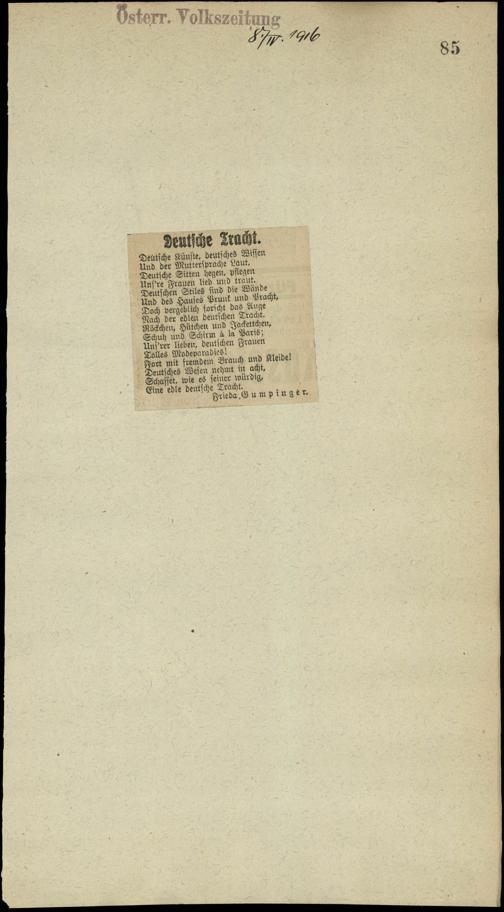 Österr. Volkszeitung
8/IV. 1916
85
Deutsche Tracht.
Deutsche Künste, deutsches Wissen
Und der Muttersprache Laut,
Deutsche Sitten hegen, pflegen
Uns're Frauen lieb und traut.
Deutschen Stiles sind die Wände
Und des Hauses Prunk und Pracht,
Doch vergeblich forscht das Auge
Nach der edlen deutschen Tracht.
Röckchen, Hütchen und Jackettchen,
Schuh und Schirm à la Paris;
Uns'rer lieben, deutschen Frauen
Tolles Modeparadies!
Fort mit fremdem Brauch und Kleide!
Deutsches Wesen nehmt in acht,
Schaffet, wie es seiner würdig,
Eine edle deutsche Tracht.
Frieda Gumpinger.